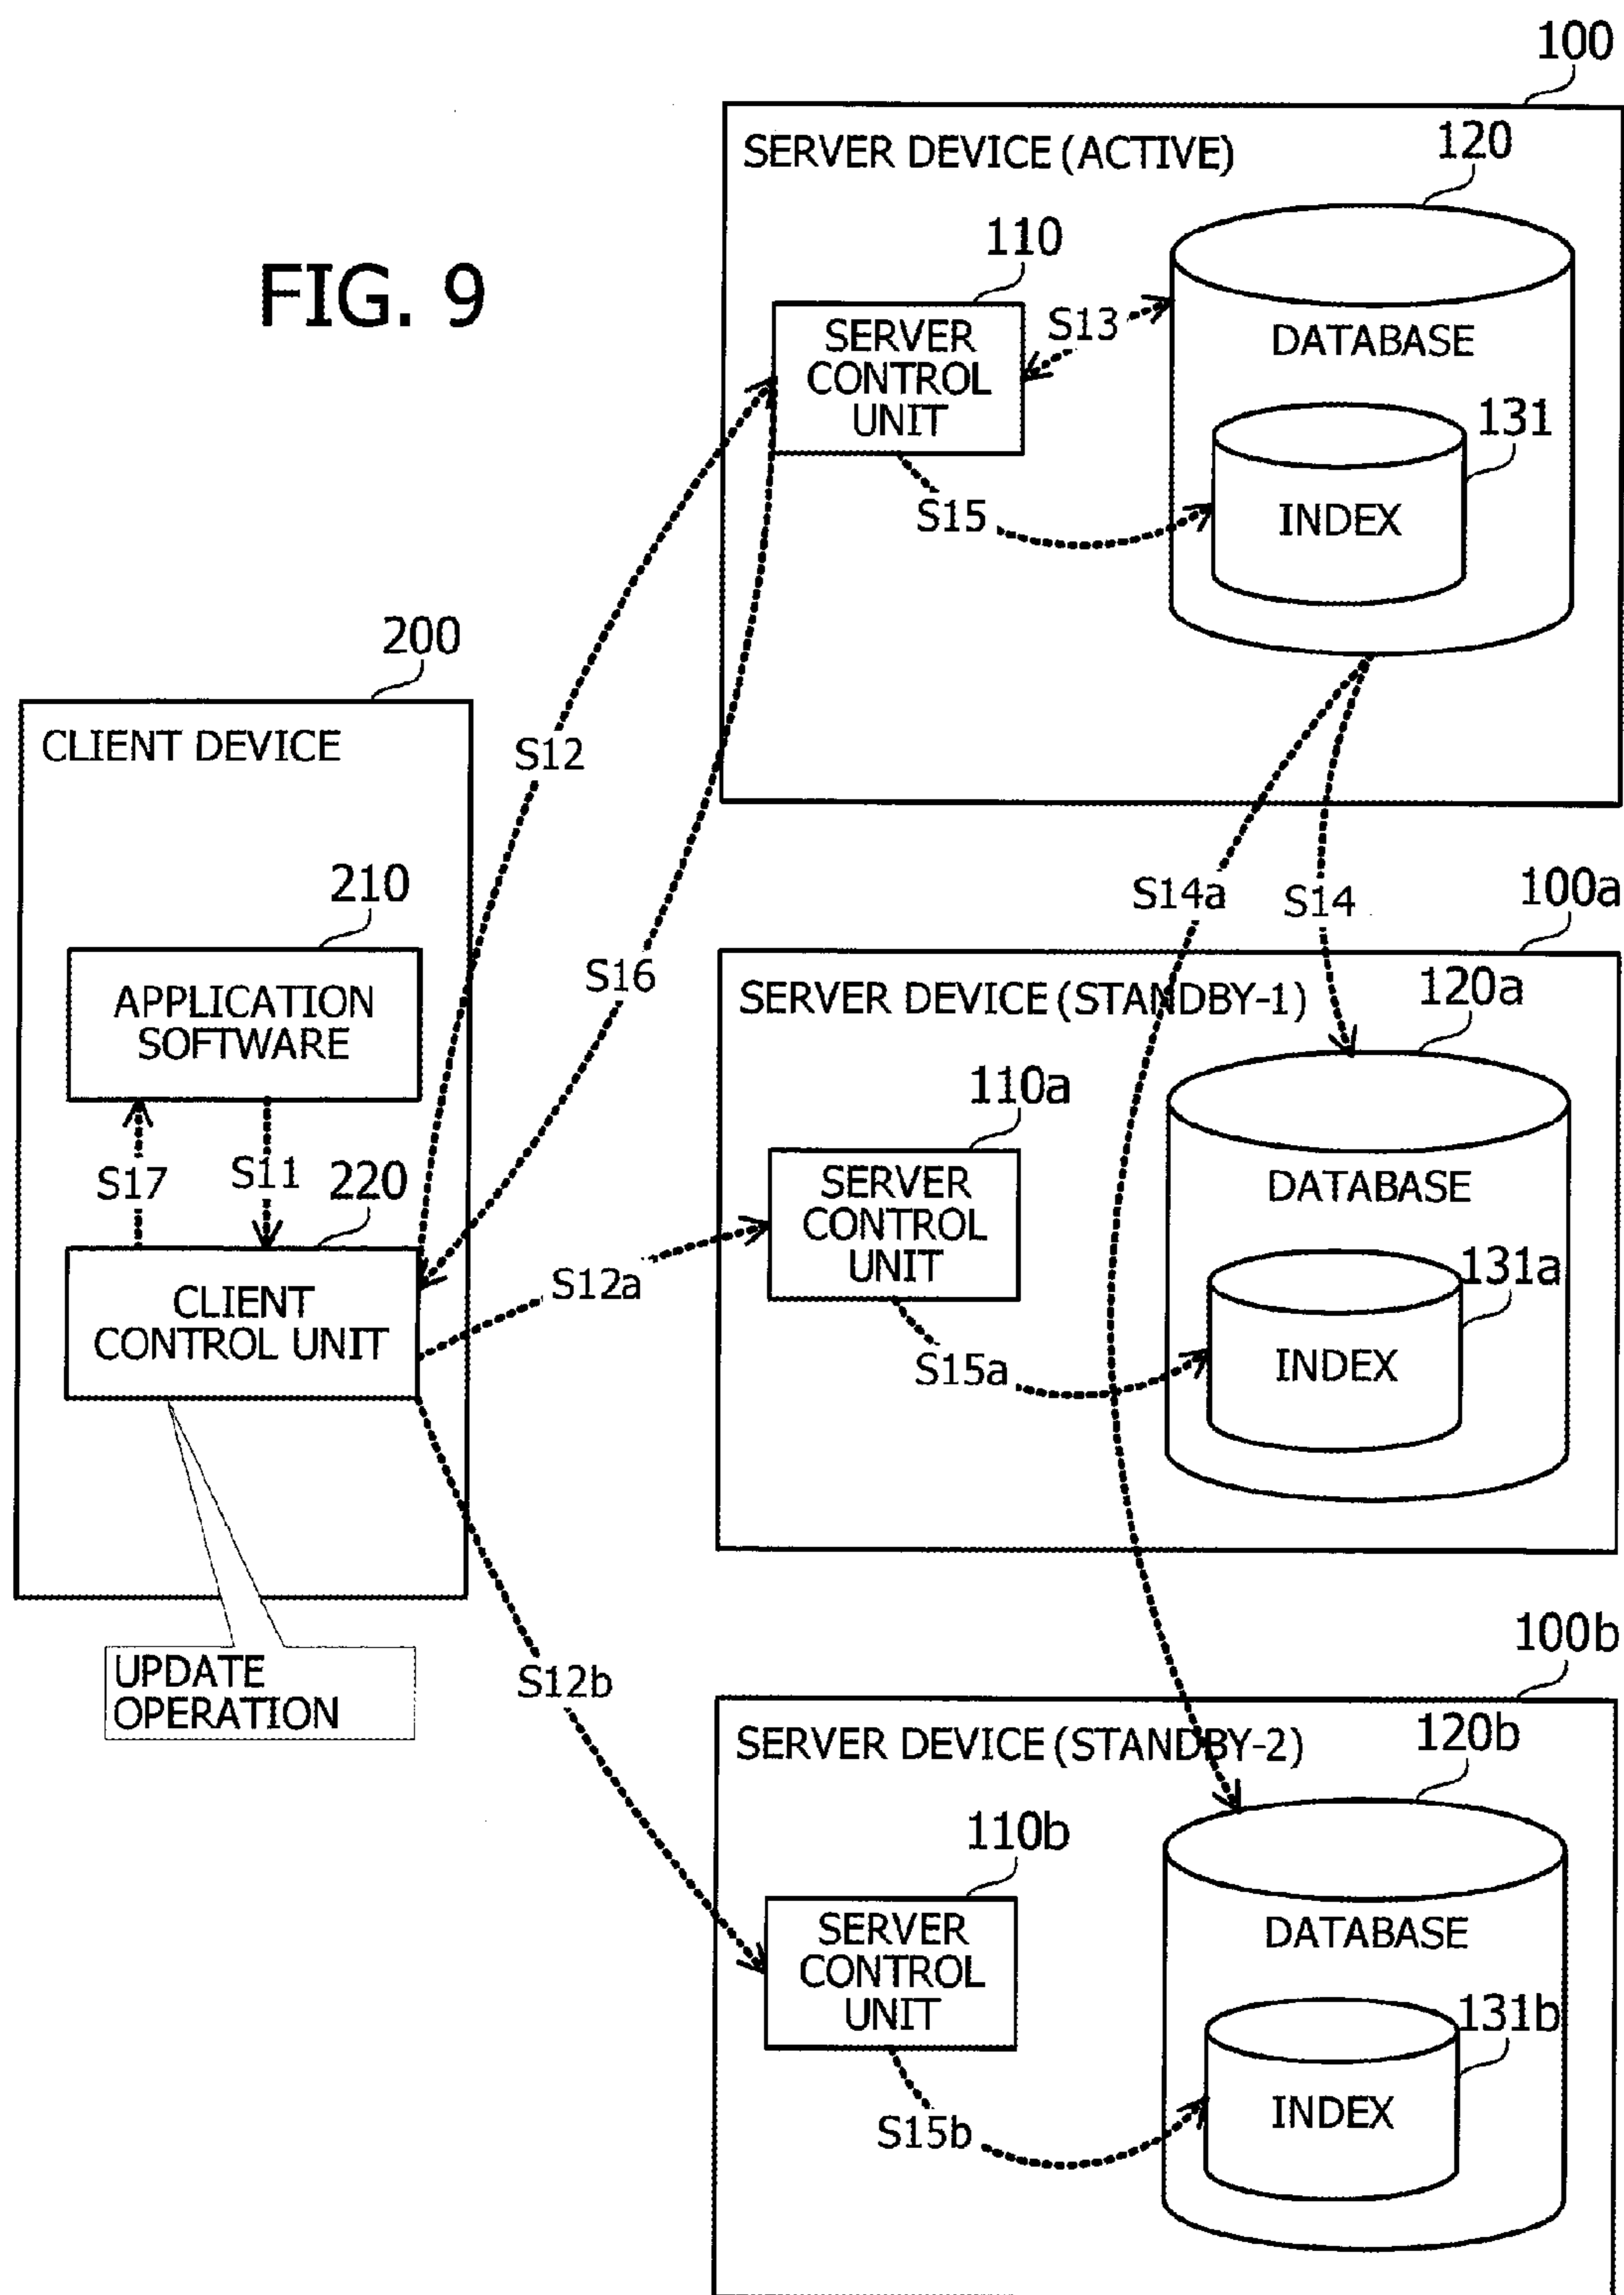 FIG. 9
100
SERVER DEVICE (ACTIVE)
120
110
SERVER
CONTROL
UNIT
S13
DATABASE
131
INDEX
S15
200
CLIENT DEVICE
S12
S16
210
APPLICATION
SOFTWARE
S17
S11
220
CLIENT
CONTROL UNIT
UPDATE
OPERATION
S14a
S14
100a
SERVER DEVICE (STANDBY-1)
120a
110a
SERVER
CONTROL
UNIT
S12a
DATABASE
131a
INDEX
S15a
S12b
100b
SERVER DEVICE (STANDBY-2)
120b
110b
SERVER
CONTROL
UNIT
DATABASE
131b
INDEX
S15b